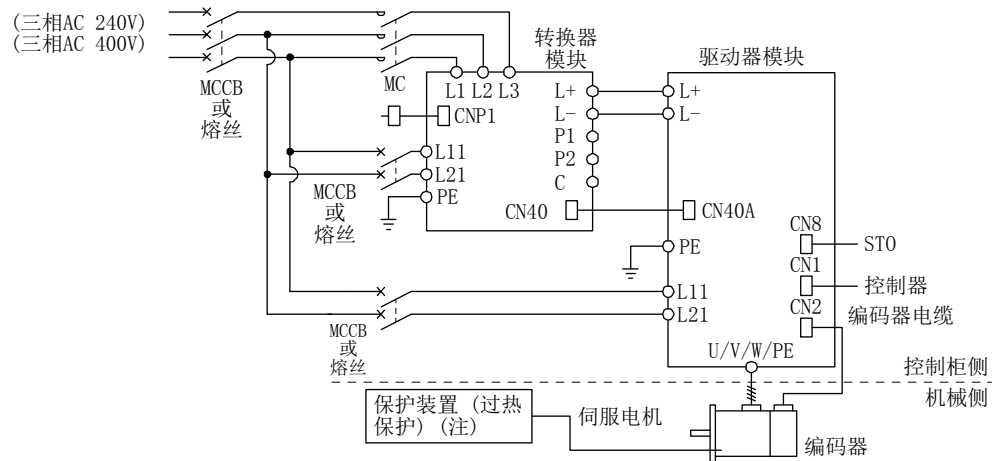 (三相AC 240V)
(三相AC 400V)
MCCB
或
熔丝
MC
转换器
模块
驱动器模块
L1 L2 L3
L+
L-
P1
P2
C
L+
L-
CNP1
L11
L21
PE
MCCB
或
熔丝
CN40
CN40A
CN8
STO
PE
CN1
控制器
L11
L21
CN2
编码器电缆
MCCB
或
熔丝
U/V/W/PE
控制柜侧
机械侧
保护装置 (过热
保护) (注)
伺服电机
编码器